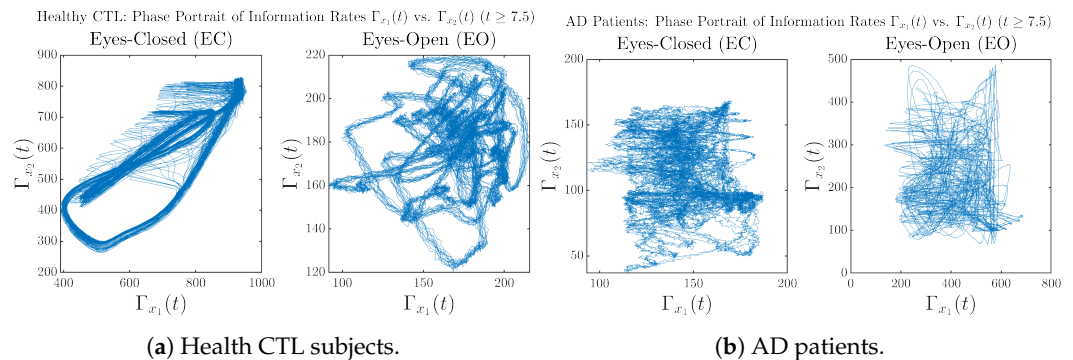 Healthy CTL: Phase Portrait of Information Rates Γx₁(t) vs. Γx₂(t) (t ≥ 7.5)
Eyes-Closed (EC)
Eyes-Open (EO)
900
800
700
600
500
400
300
200
400
600
800
1000
Γx₂(t)
Γx₁(t)
220
200
180
160
140
120
100
150
200
Γx₂(t)
Γx₁(t)
(a) Health CTL subjects.
AD Patients: Phase Portrait of Information Rates Γx₁(t) vs. Γx₂(t) (t ≥ 7.5)
Eyes-Closed (EC)
Eyes-Open (EO)
200
150
100
50
100
150
200
Γx₂(t)
Γx₁(t)
500
400
300
200
100
0
0
200
400
600
800
Γx₂(t)
Γx₁(t)
(b) AD patients.